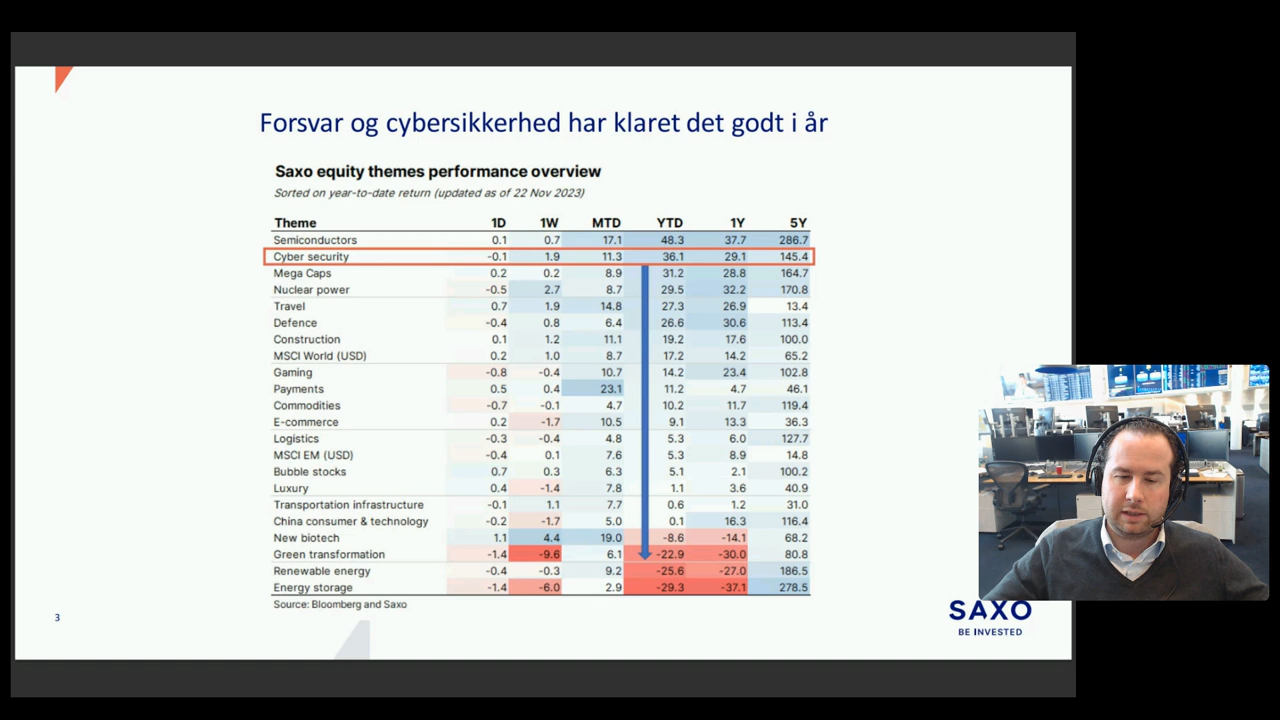 Forsvar og cybersikkerhed har klaret det godt i år
Saxo equity themes performance overview
Sorted on year-to-date return (updated as of 22 Nov 2023)
Theme 1D 1W MTD YTD 1Y 5Y
Semiconductors 0.1 0.7 17.1 48.3 37.7 286.7
Cyber security -0.1 1.9 11.3 36.1 29.1 145.4
Mega Caps 0.2 0.2 8.9 31.2 28.8 164.7
Nuclear power -0.5 2.7 8.7 29.5 32.2 170.8
Travel 0.7 1.9 14.8 27.3 26.9 13.4
Defence -0.4 0.8 6.4 26.6 30.6 113.4
Construction 0.1 1.2 11.1 19.2 17.6 100.0
MSCI World (USD) 0.2 1.0 8.7 17.2 14.2 65.2
Gaming -0.8 -0.4 10.7 14.2 23.4 102.8
Payments 0.5 0.4 23.1 11.2 4.7 46.1
Commodities -0.7 -0.1 4.7 10.2 11.7 119.4
E-commerce 0.2 -1.7 10.5 9.1 13.3 36.3
Logistics -0.3 -0.4 4.8 5.3 6.0 127.7
MSCI EM (USD) -0.4 0.1 7.6 5.3 8.9 14.8
Bubble stocks 0.7 0.3 6.3 5.1 2.1 100.2
Luxury 0.4 -1.4 7.8 1.1 3.6 40.9
Transportation infrastructure -0.1 1.1 7.7 0.6 1.2 31.0
China consumer & technology -0.2 -1.7 5.0 0.1 16.3 116.4
New biotech 1.1 4.4 19.0 -8.6 -14.1 68.2
Green transformation -1.4 -9.6 6.1 -22.9 -30.0 80.8
Renewable energy -0.4 -0.3 9.2 -25.6 -27.0 186.5
Energy storage -1.4 -6.0 2.9 -29.3 -37.1 278.5
Source: Bloomberg and Saxo
3
SAXO
BE INVESTED